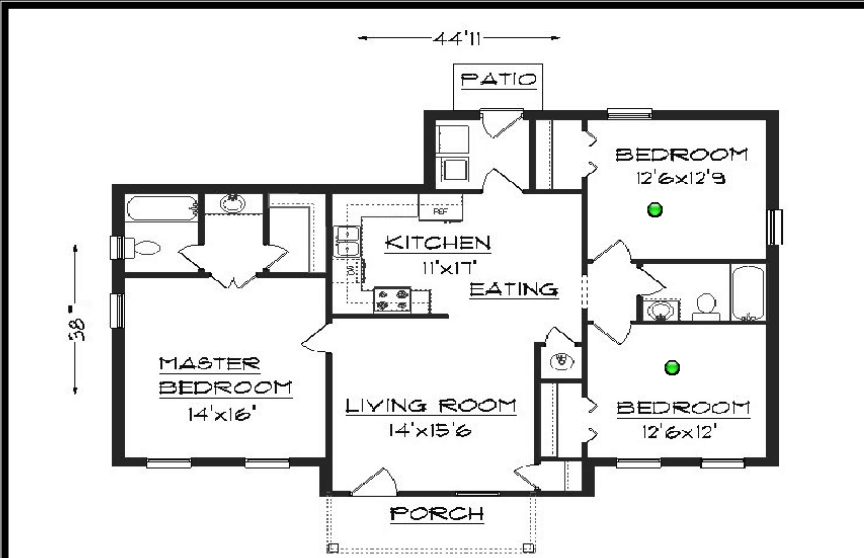 44'11
PATIO
BEDROOM
12'6x12'9
REF
KITCHEN
11'x17'
EATING
38'
MASTER
BEDROOM
14'x16'
LIVING ROOM
14'x15'6
BEDROOM
12'6x12'
PORCH